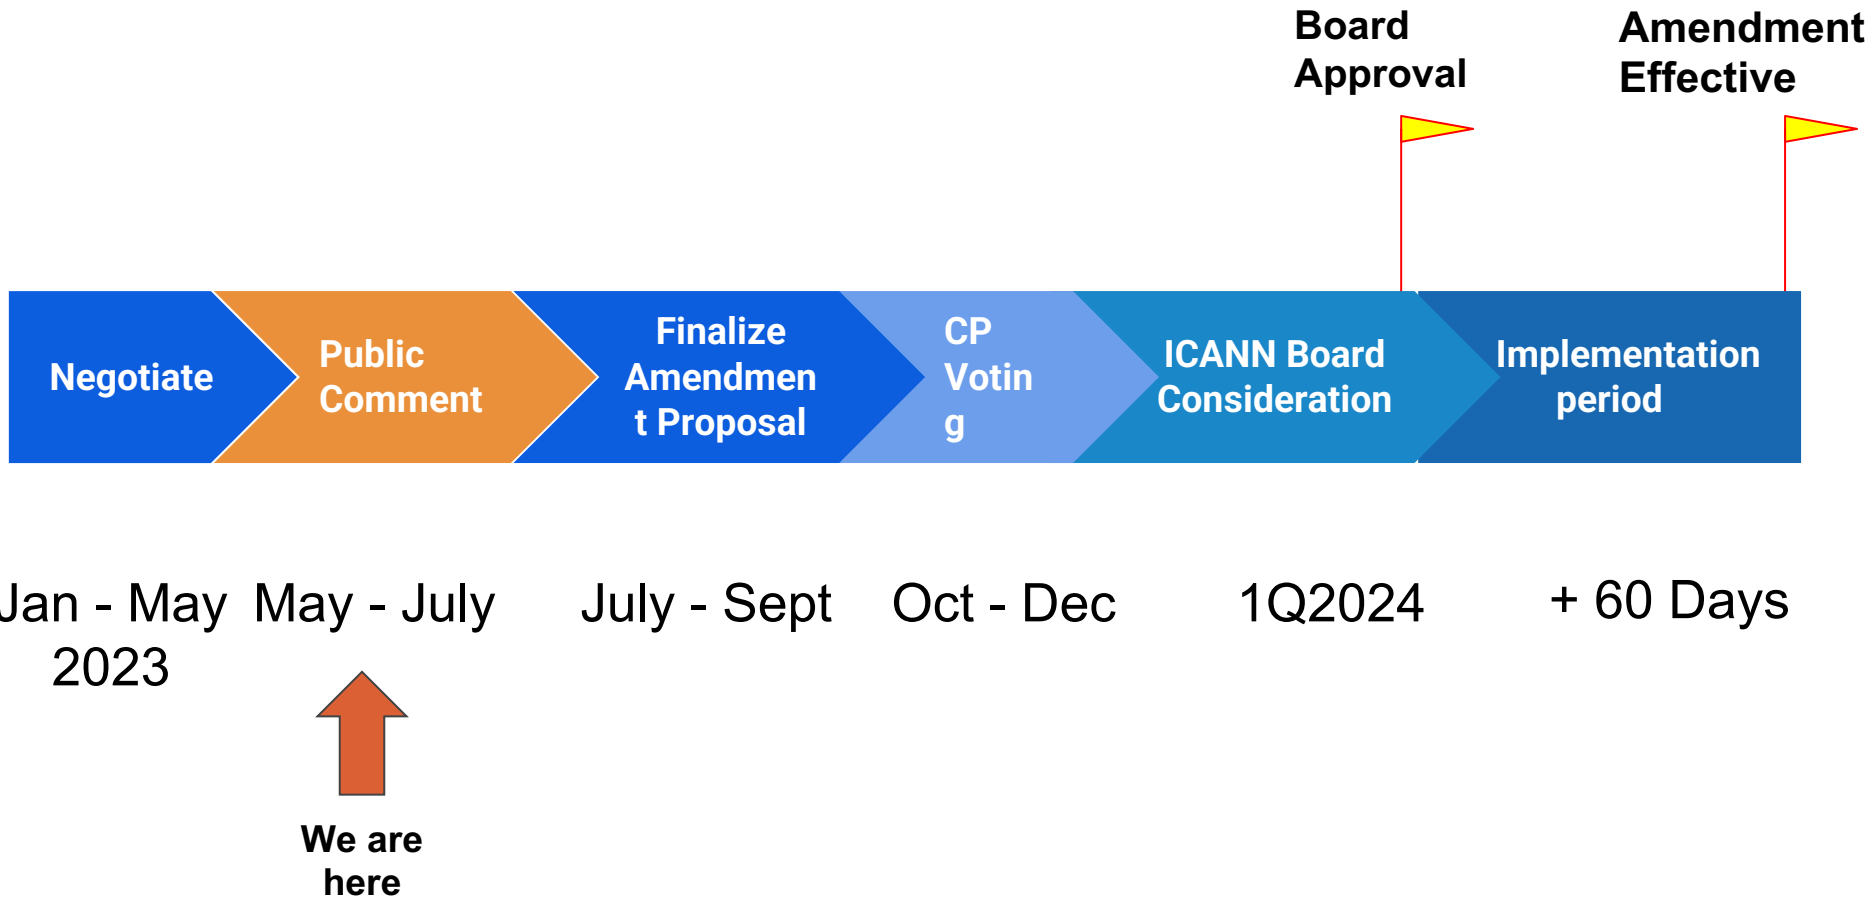 Board
Approval
Amendment
Effective
Negotiate
Public
Comment
Finalize
Amendmen
t Proposal
CP
Votin
g
ICANN Board
Consideration
Implementation
period
Jan - May
2023
May - July
July - Sept
Oct - Dec
1Q2024
+ 60 Days
We are
here